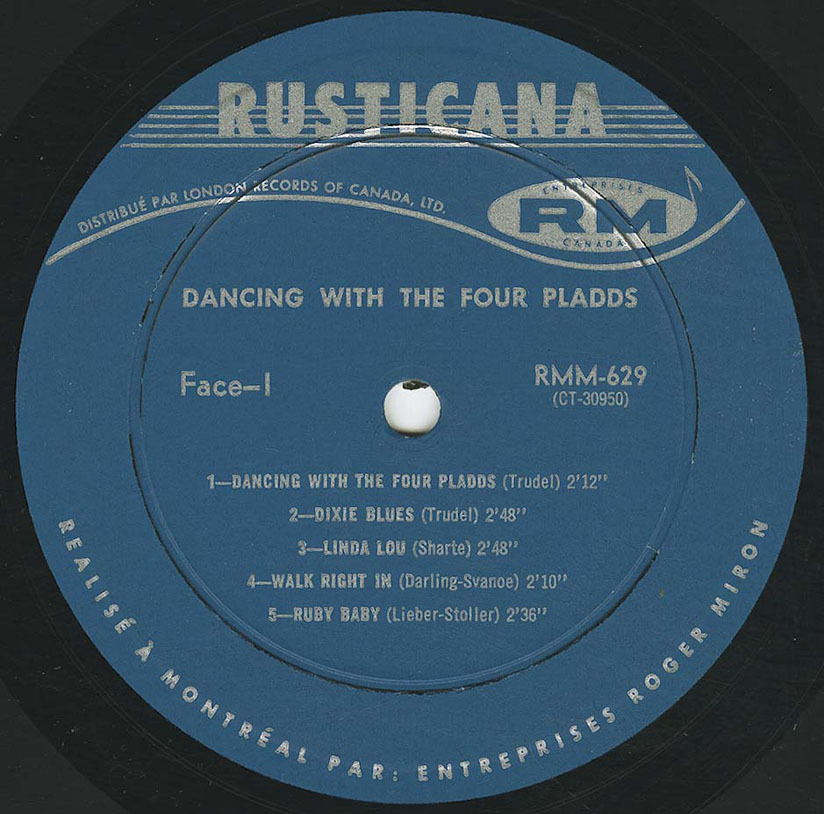 RUSTICANA
DISTRIBUÉ PAR LONDON RECORDS OF CANADA, LTD.
ENTREPRISES
RM
CANADA
DANCING WITH THE FOUR PLADDS
Face–I
RMM-629
(CT-30950)
1—DANCING WITH THE FOUR PLADDS (Trudel) 2'12"
2—DIXIE BLUES (Trudel) 2'48"
3—LINDA LOU (Sharte) 2'48"
4—WALK RIGHT IN (Darling-Svanoe) 2'10"
5—RUBY BABY (Lieber-Stoller) 2'36"
REALISÉ À MONTRÉAL PAR: ENTREPRISES ROGER MIRON